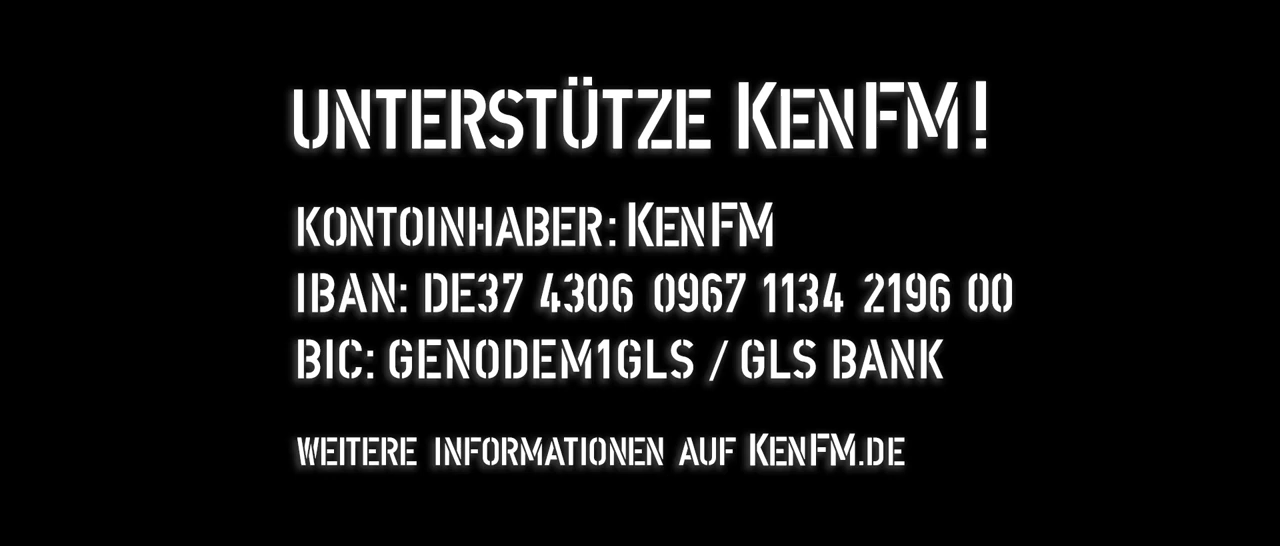 UNTERSTÜTZE KENFM!
KONTOINHABER: KENFM
IBAN: DE37 4306 0967 1134 2196 00
BIC: GENODEM1GLS / GLS BANK
WEITERE INFORMATIONEN AUF KENFM.DE